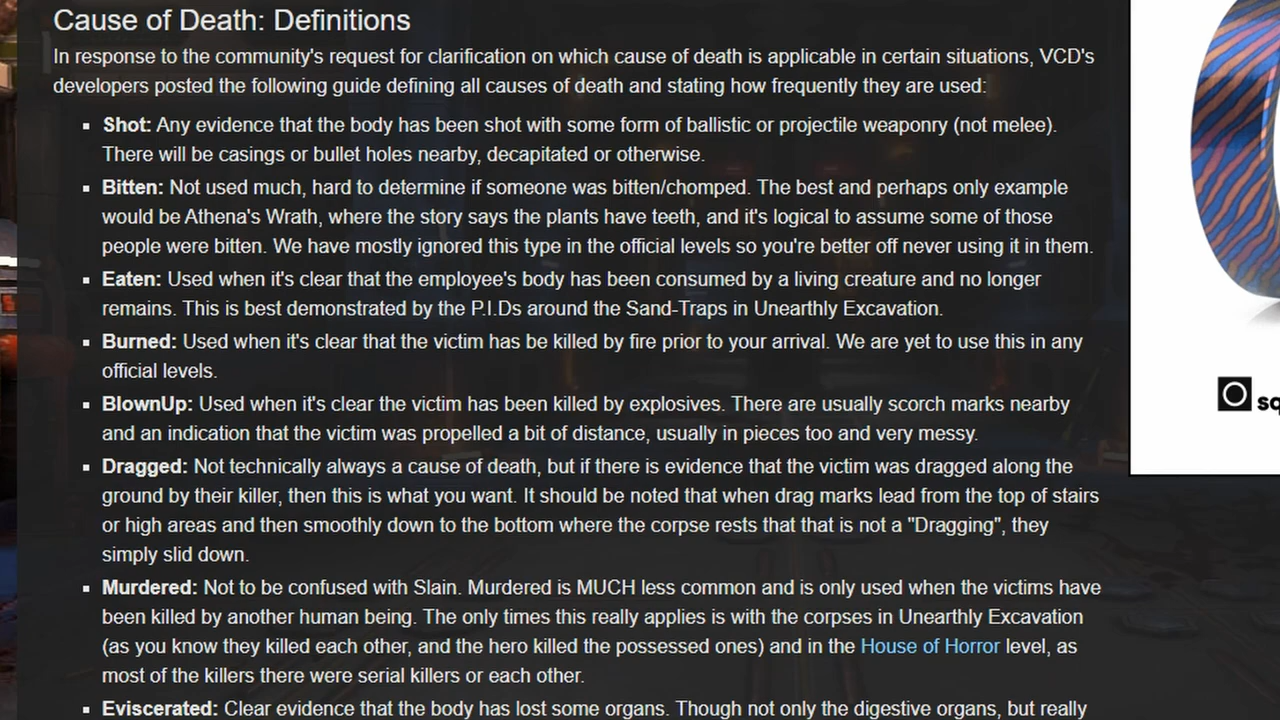 Cause of Death: Definitions
In response to the community's request for clarification on which cause of death is applicable in certain situations, VCD's
developers posted the following guide defining all causes of death and stating how frequently they are used:
Shot: Any evidence that the body has been shot with some form of ballistic or projectile weaponry (not melee).
There will be casings or bullet holes nearby, decapitated or otherwise.
Bitten: Not used much, hard to determine if someone was bitten/chomped. The best and perhaps only example
would be Athena's Wrath, where the story says the plants have teeth, and it's logical to assume some of those
people were bitten. We have mostly ignored this type in the official levels so you're better off never using it in them.
Eaten: Used when it's clear that the employee's body has been consumed by a living creature and no longer
remains. This is best demonstrated by the P.I.Ds around the Sand-Traps in Unearthly Excavation.
Burned: Used when it's clear that the victim has be killed by fire prior to your arrival. We are yet to use this in any
official levels.
BlownUp: Used when it's clear the victim has been killed by explosives. There are usually scorch marks nearby
and an indication that the victim was propelled a bit of distance, usually in pieces too and very messy.
Dragged: Not technically always a cause of death, but if there is evidence that the victim was dragged along the
ground by their killer, then this is what you want. It should be noted that when drag marks lead from the top of stairs
or high areas and then smoothly down to the bottom where the corpse rests that that is not a "Dragging", they
simply slid down.
Murdered: Not to be confused with Slain. Murdered is MUCH less common and is only used when the victims have
been killed by another human being. The only times this really applies is with the corpses in Unearthly Excavation
(as you know they killed each other, and the hero killed the possessed ones) and in the House of Horror level, as
most of the killers there were serial killers or each other.
Eviscerated: Clear evidence that the body has lost some organs. Though not only the digestive organs, but really
sq